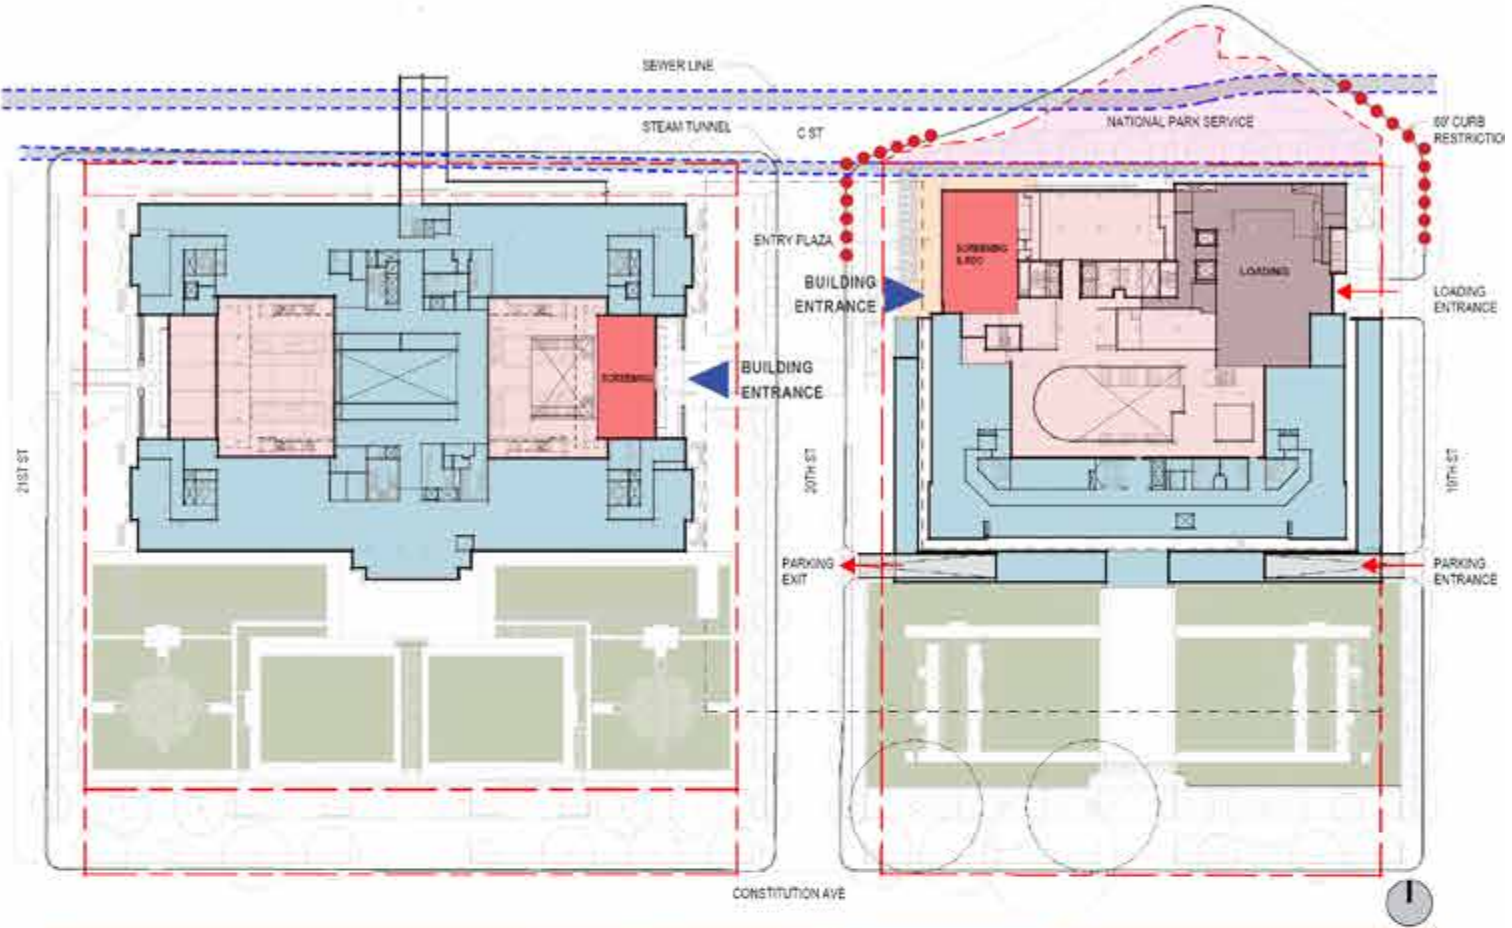 SEWER LINE
STEAM TUNNEL
C ST
NATIONAL PARK SERVICE
60' CURB
RESTRICTION
ENTRY PLAZA
SCREENING
LOADING
BUILDING
ENTRANCE
LOADING
ENTRANCE
BUILDING
ENTRANCE
SCREENING
21ST ST
20TH ST
19TH ST
PARKING
EXIT
PARKING
ENTRANCE
CONSTITUTION AVE